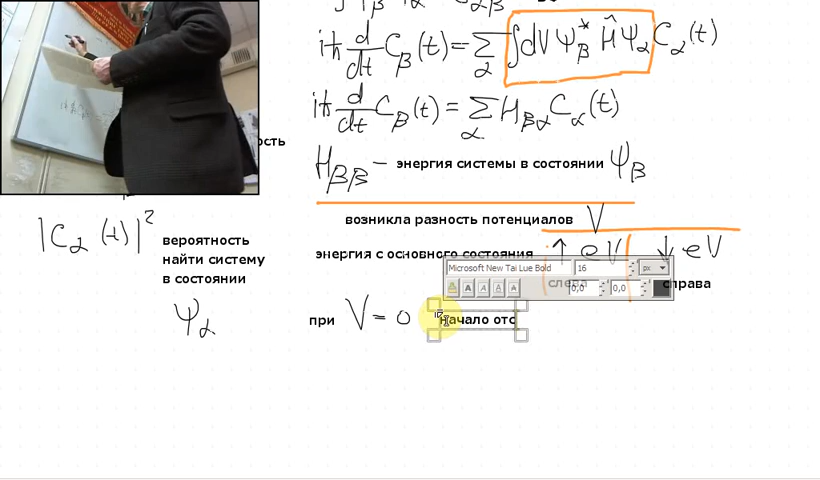 iħ d/dt C_β(t) = Σ_α ∫dV Ψ_β* Ĥ Ψ_α C_α(t)
iħ d/dt C_β(t) = Σ_α H_βα C_α(t)
H_ββ — энергия системы в состоянии Ψ_β
возникла разность потенциалов V
|C_α(t)|²
вероятность
найти систему
в состоянии
Ψ_α
энергия с основного состояния ↑ eV ↓ eV
слева справа
Microsoft New Tai Lue Bold 16 px
A A A A 0,0 0,0
при V = 0 начало отс